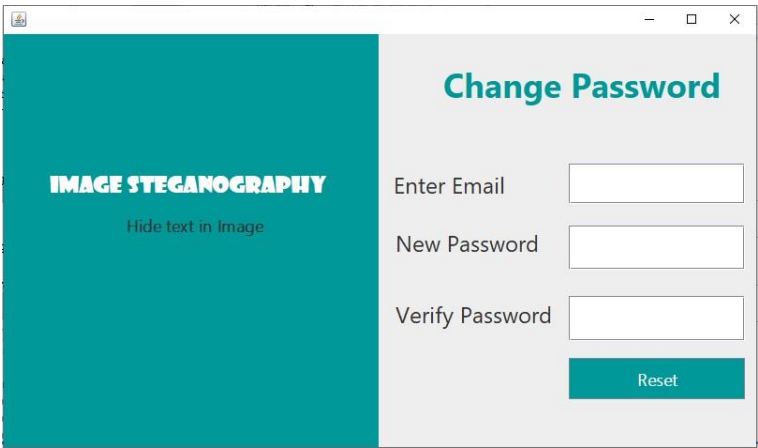 IMAGE STEGANOGRAPHY
Hide text in Image
Change Password
Enter Email
New Password
Verify Password
Reset